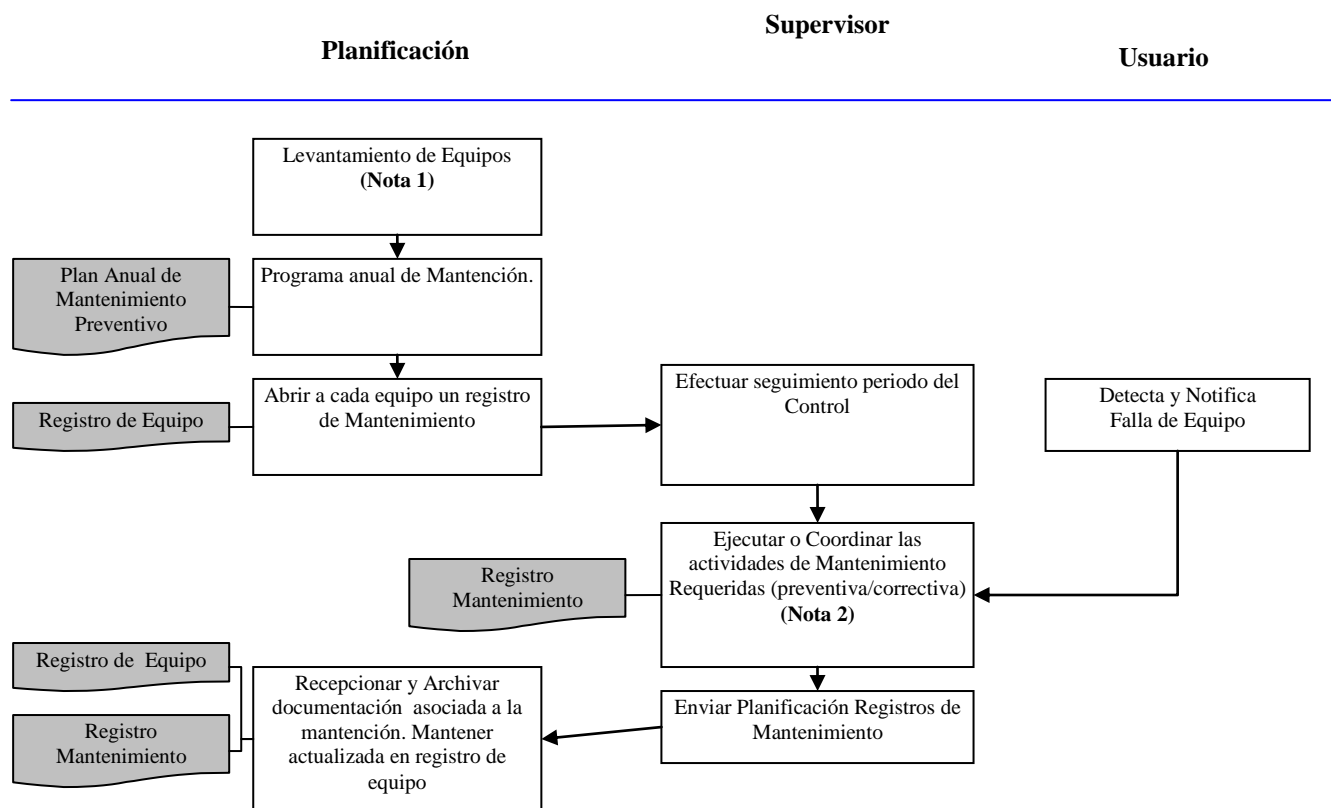 Planificación
Supervisor
Usuario
Levantamiento de Equipos
(Nota 1)
Plan Anual de
Mantenimiento
Preventivo
Programa anual de Mantención.
Registro de Equipo
Abrir a cada equipo un registro
de Mantenimiento
Efectuar seguimiento periodo del
Control
Detecta y Notifica
Falla de Equipo
Registro
Mantenimiento
Ejecutar o Coordinar las
actividades de Mantenimiento
Requeridas (preventiva/correctiva)
(Nota 2)
Registro de  Equipo
Registro
Mantenimiento
Recepcionar y Archivar
documentación  asociada a la
mantención. Mantener
actualizada en registro de
equipo
Enviar Planificación Registros de
Mantenimiento